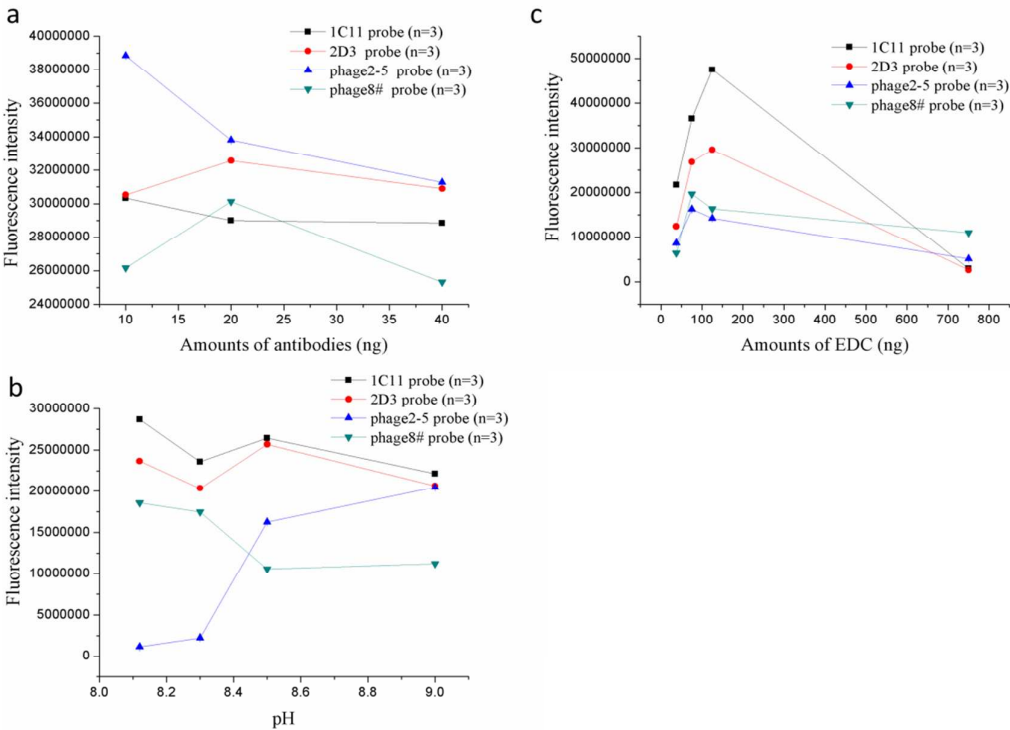 a
1C11 probe (n=3)
2D3 probe (n=3)
phage2-5 probe (n=3)
phage8# probe (n=3)
40000000
38000000
36000000
34000000
32000000
30000000
28000000
26000000
24000000
Fluorescence intensity
10 15 20 25 30 35 40
Amounts of antibodies (ng)
c
1C11 probe (n=3)
2D3 probe (n=3)
phage2-5 probe (n=3)
phage8# probe (n=3)
50000000
40000000
30000000
20000000
10000000
0
Fluorescence intensity
0 100 200 300 400 500 600 700 800
Amounts of EDC (ng)
b
1C11 probe (n=3)
2D3 probe (n=3)
phage2-5 probe (n=3)
phage8# probe (n=3)
30000000
25000000
20000000
15000000
10000000
5000000
0
Fluorescence intensity
8.0 8.2 8.4 8.6 8.8 9.0
pH